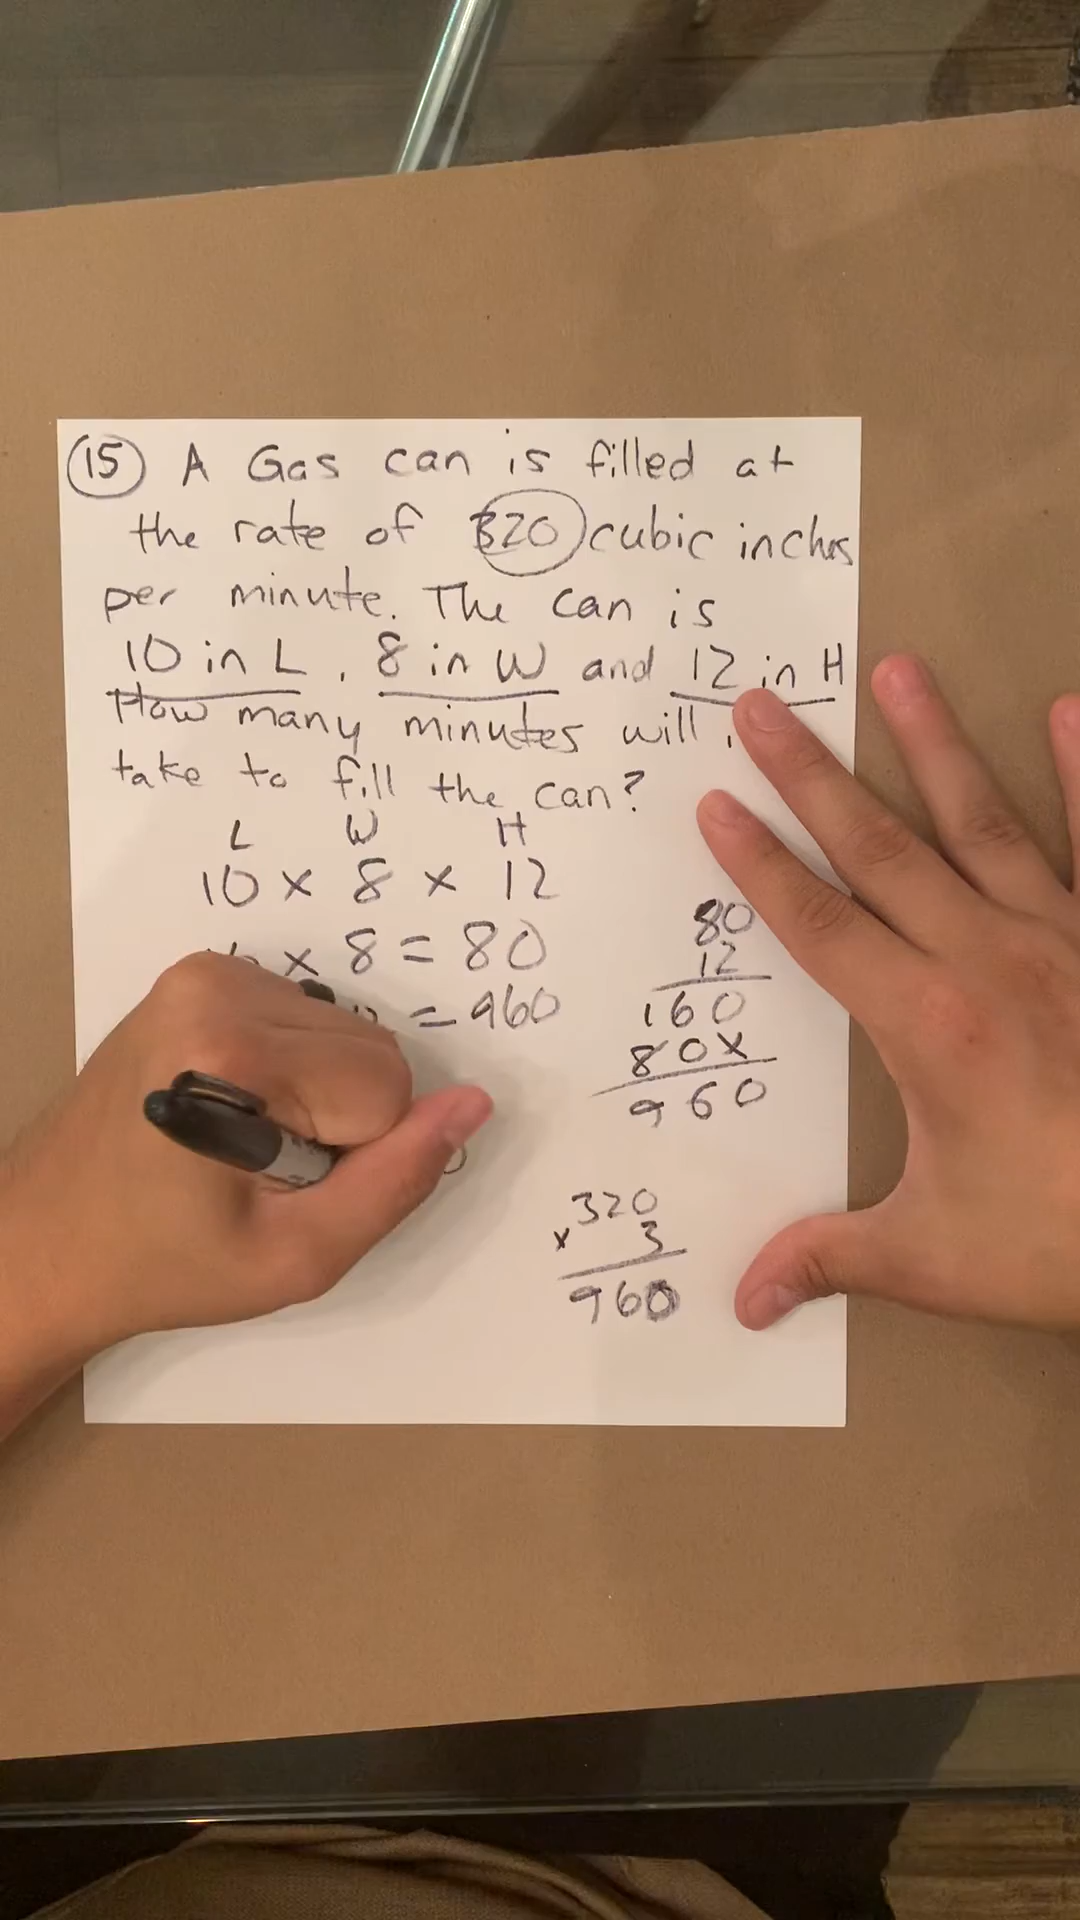 15 A Gas can is filled at
the rate of 320 cubic inches
per minute. The can is
10 in L, 8 in W and 12 in H
How many minutes will
take to fill the can?
L W H
10 x 8 x 12
x 8 = 80
= 960
80
12
160
80x
960
320
x 3
960